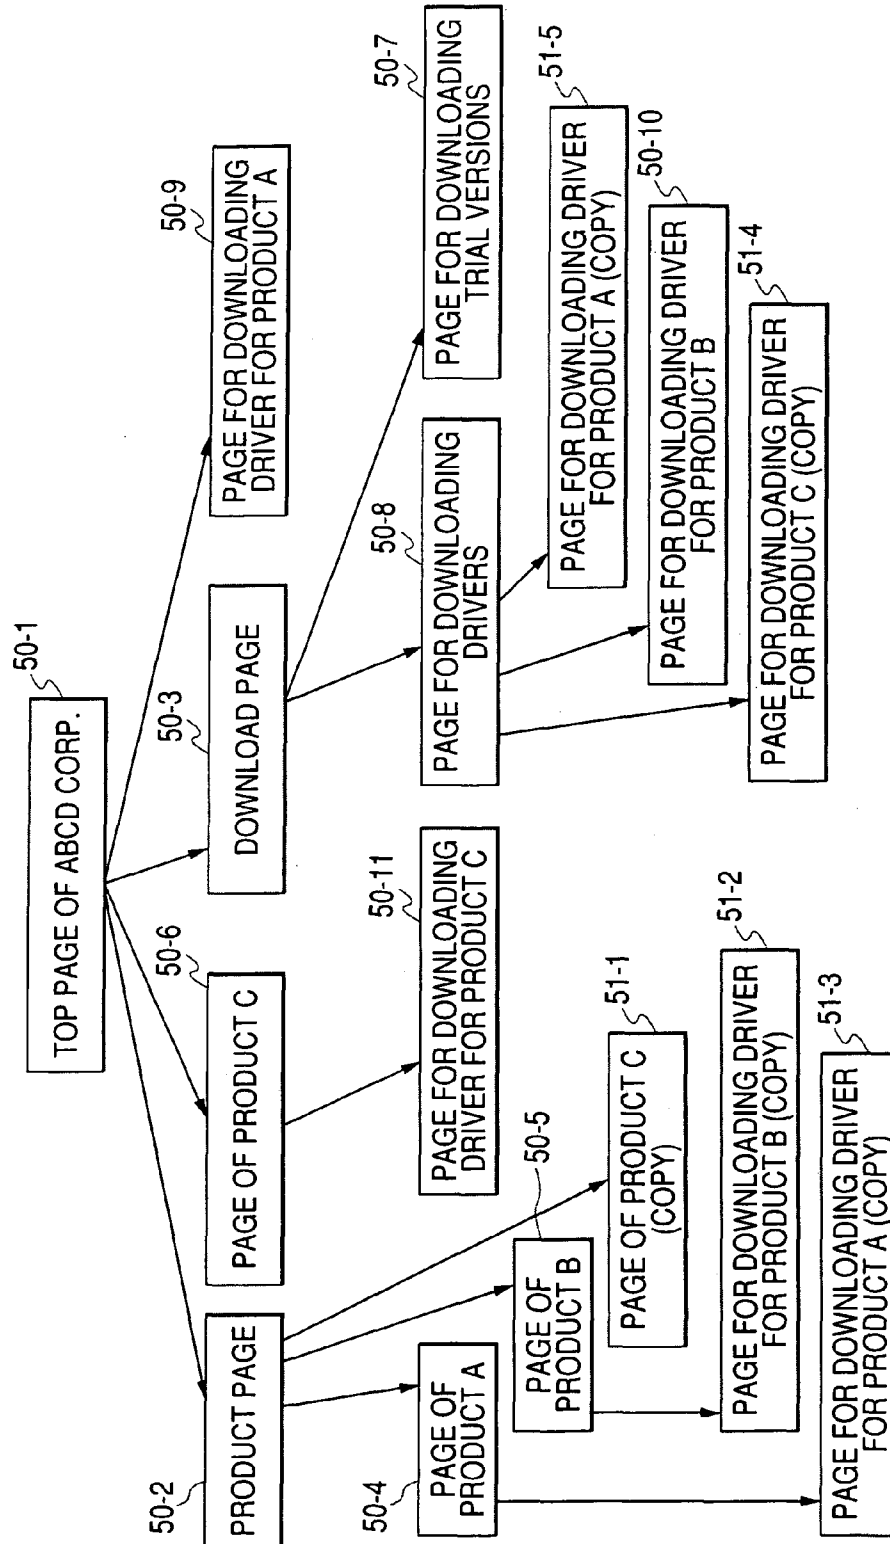 50-1
TOP PAGE OF ABCD CORP.
50-2
PRODUCT PAGE
50-6
PAGE OF PRODUCT C
50-3
DOWNLOAD PAGE
50-9
PAGE FOR DOWNLOADING
DRIVER FOR PRODUCT A
50-4
PAGE OF
PRODUCT A
50-11
PAGE FOR DOWNLOADING
DRIVER FOR PRODUCT C
50-8
PAGE FOR DOWNLOADING
DRIVERS
50-7
PAGE FOR DOWNLOADING
TRIAL VERSIONS
50-5
PAGE OF
PRODUCT B
51-5
PAGE FOR DOWNLOADING DRIVER
FOR PRODUCT A (COPY)
51-1
PAGE OF PRODUCT C
(COPY)
50-10
PAGE FOR DOWNLOADING DRIVER
FOR PRODUCT B
51-2
PAGE FOR DOWNLOADING DRIVER
FOR PRODUCT B (COPY)
51-4
PAGE FOR DOWNLOADING DRIVER
FOR PRODUCT C (COPY)
51-3
PAGE FOR DOWNLOADING DRIVER
FOR PRODUCT A (COPY)